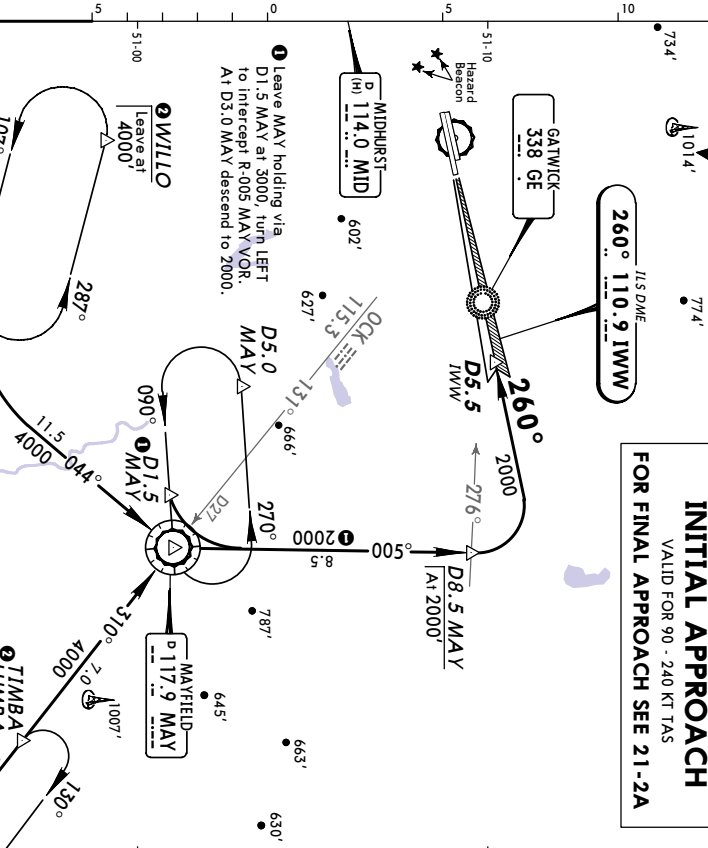 INITIAL APPROACH
VALID FOR 90 - 240 KT TAS
FOR FINAL APPROACH SEE 21-2A
5
0
5
10
51-00
51-10
734'
1014'
774'
Hazard
Beacon
GATWICK
338 GE
ILS DME
260° 110.9 IWW
MIDHURST
D
(H) 114.0 MID
602'
627'
666'
D5.5
IWW
260°
2000
276°
D8.5 MAY
At 2000'
005°
8.5
❶2000
270°
D5.0
MAY
090°
❶D1.5
MAY
OCK
115.3
131°
D27
❶ Leave MAY holding via
D1.5 MAY at 3000, turn LEFT
to intercept R-005 MAY VOR.
At D3.0 MAY descend to 2000.
❷WILLO
Leave at
4000'
287°
107°
11.5
4000
044°
MAYFIELD
D 117.9 MAY
787'
645'
663'
630'
1007'
310°
4000
7.0
❷TIMBA
130°